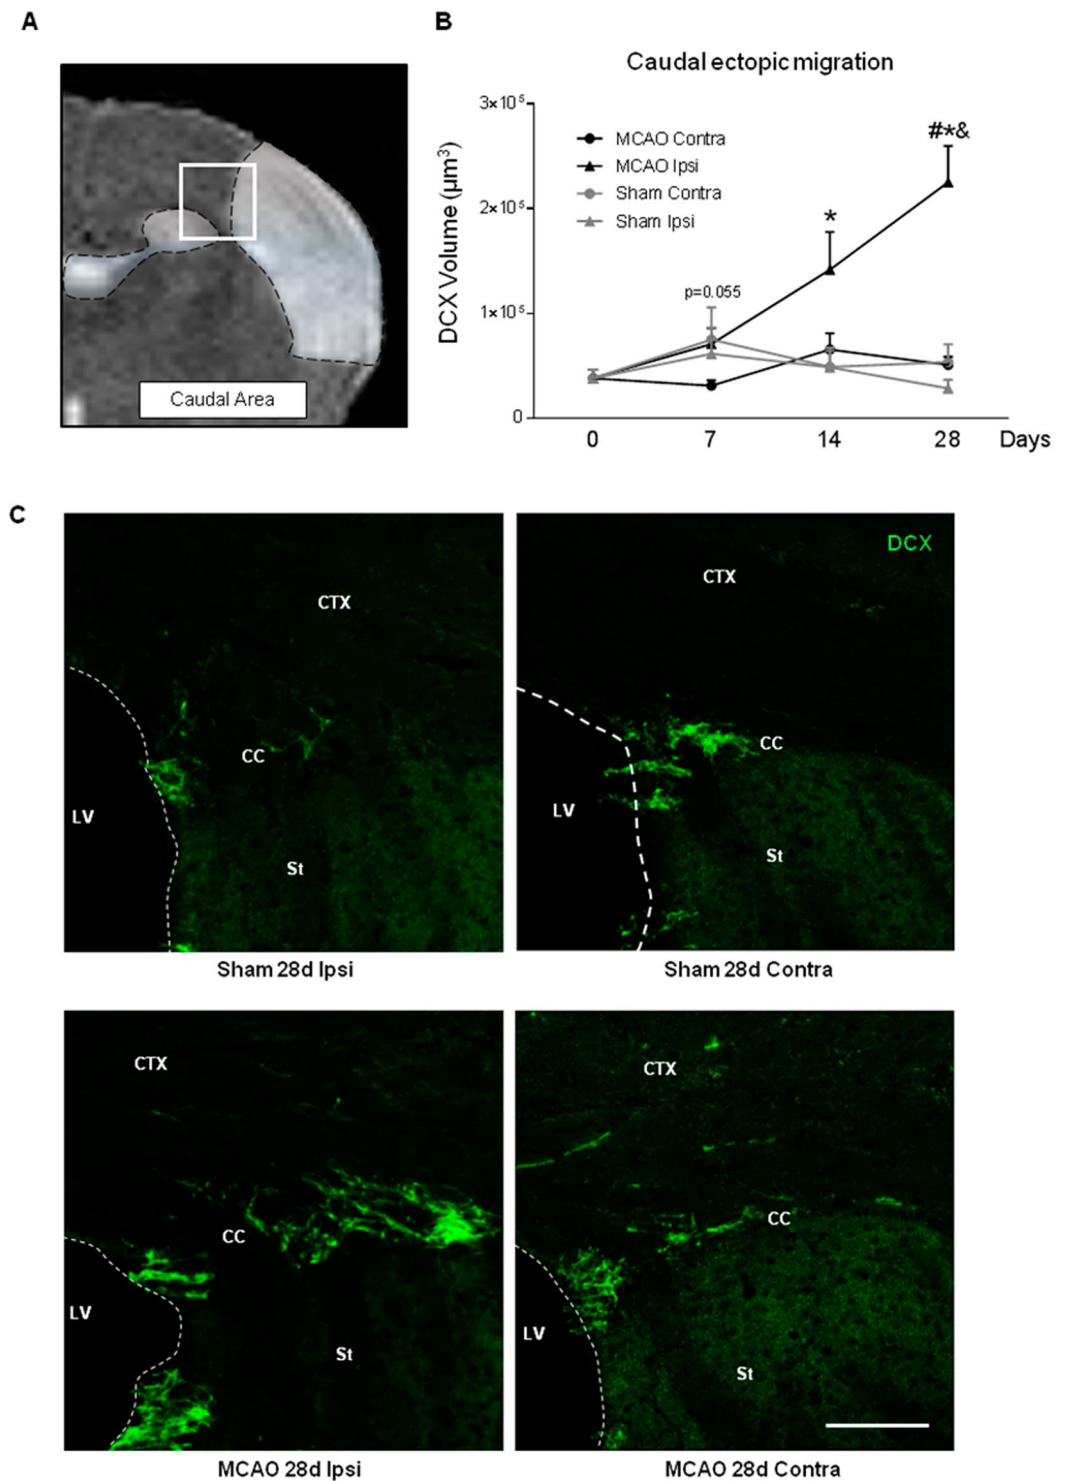 A
Caudal Area
B
Caudal ectopic migration
DCX Volume (µm³)
3×10⁵
2×10⁵
1×10⁵
0
MCAO Contra
MCAO Ipsi
Sham Contra
Sham Ipsi
p=0.055
*
#*&
0 7 14 28 Days
C
CTX
CC
LV
St
Sham 28d Ipsi
DCX
CTX
CC
LV
St
Sham 28d Contra
CTX
CC
LV
St
MCAO 28d Ipsi
CTX
CC
LV
St
MCAO 28d Contra